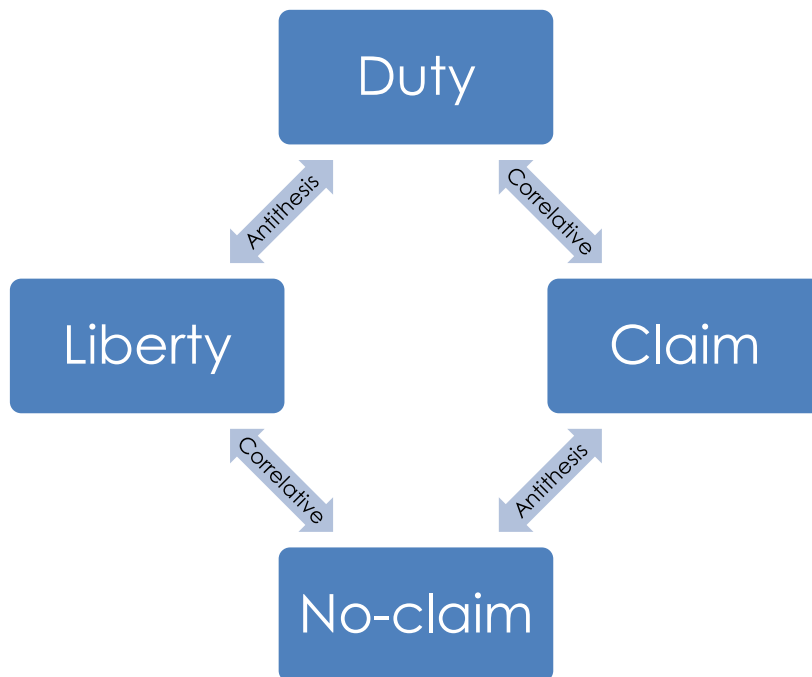 Duty
Antithesis
Correlative
Liberty
Claim
Correlative
Antithesis
No-claim